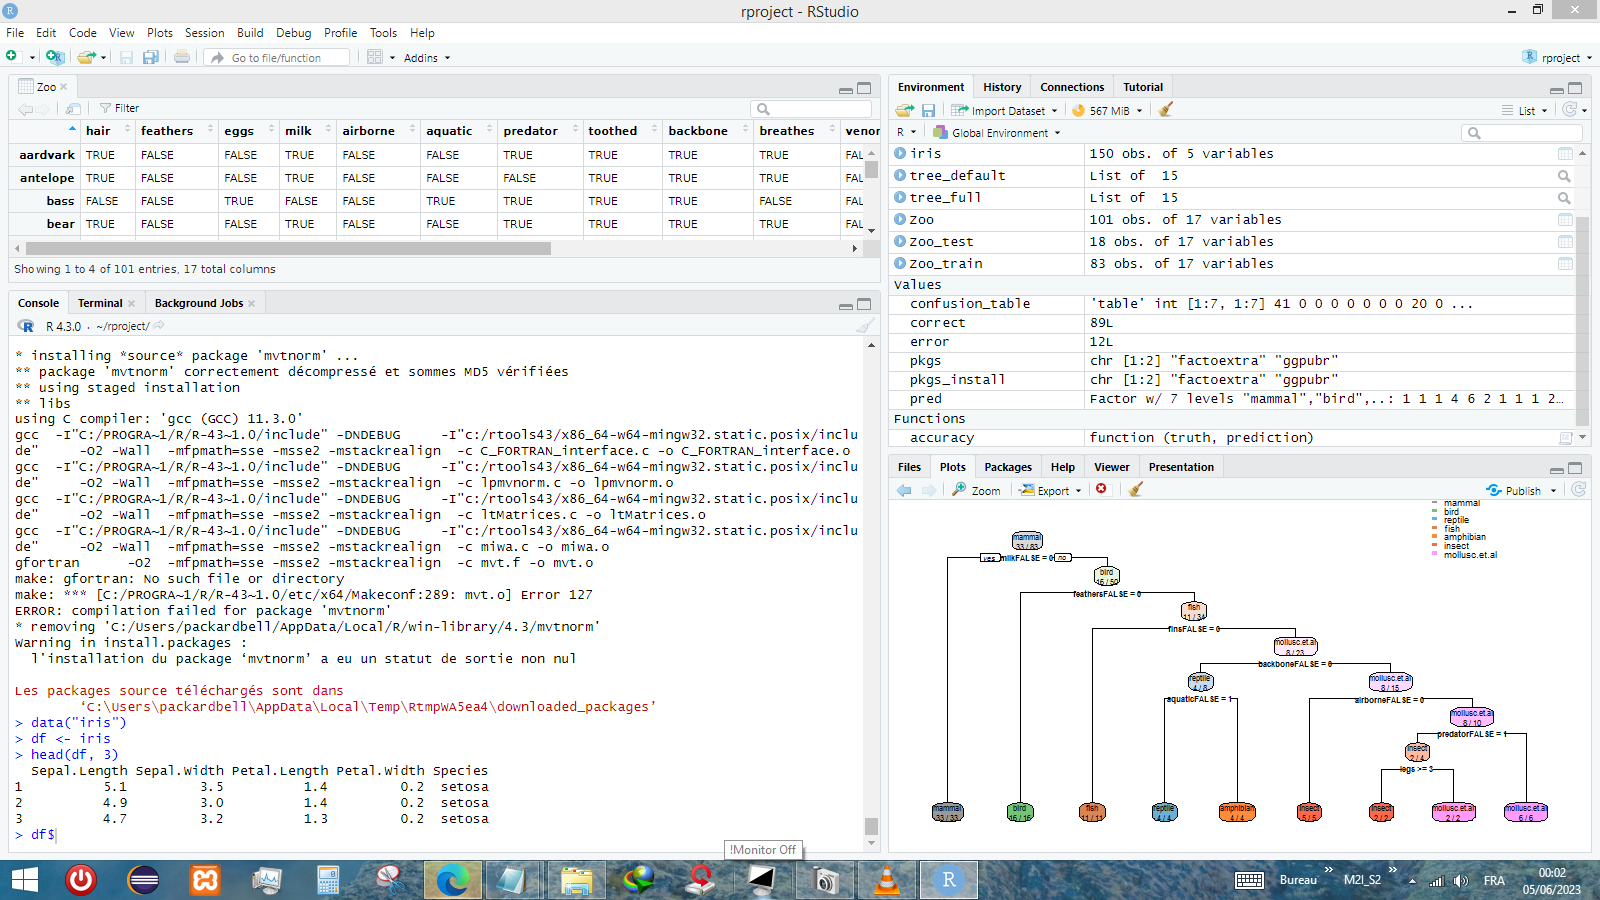 rproject - RStudio
File Edit Code View Plots Session Build Debug Profile Tools Help
Go to file/function Addins rproject
Zoo
Filter
hair feathers eggs milk airborne aquatic predator toothed backbone breathes venor
aardvark TRUE FALSE FALSE TRUE FALSE FALSE TRUE TRUE TRUE TRUE FAL
antelope TRUE FALSE FALSE TRUE FALSE FALSE FALSE TRUE TRUE TRUE FAL
bass FALSE FALSE TRUE FALSE FALSE TRUE TRUE TRUE TRUE FALSE FAL
bear TRUE FALSE FALSE TRUE FALSE FALSE TRUE TRUE TRUE TRUE FAL
Showing 1 to 4 of 101 entries, 17 total columns
Console Terminal Background Jobs
R 4.3.0 · ~/rproject/
* installing *source* package 'mvtnorm' ...
** package 'mvtnorm' correctement décompressé et sommes MD5 vérifiées
** using staged installation
** libs
using C compiler: 'gcc (GCC) 11.3.0'
gcc -I"C:/PROGRA~1/R/R-43~1.0/include" -DNDEBUG -I"c:/rtools43/x86_64-w64-mingw32.static.posix/inclu
de" -O2 -Wall -mfpmath=sse -msse2 -mstackrealign -c C_FORTRAN_interface.c -o C_FORTRAN_interface.o
gcc -I"C:/PROGRA~1/R/R-43~1.0/include" -DNDEBUG -I"c:/rtools43/x86_64-w64-mingw32.static.posix/inclu
de" -O2 -Wall -mfpmath=sse -msse2 -mstackrealign -c lpmvnorm.c -o lpmvnorm.o
gcc -I"C:/PROGRA~1/R/R-43~1.0/include" -DNDEBUG -I"c:/rtools43/x86_64-w64-mingw32.static.posix/inclu
de" -O2 -Wall -mfpmath=sse -msse2 -mstackrealign -c ltMatrices.c -o ltMatrices.o
gcc -I"C:/PROGRA~1/R/R-43~1.0/include" -DNDEBUG -I"c:/rtools43/x86_64-w64-mingw32.static.posix/inclu
de" -O2 -Wall -mfpmath=sse -msse2 -mstackrealign -c miwa.c -o miwa.o
gfortran -O2 -Wall -mfpmath=sse -msse2 -mstackrealign -c mvt.f -o mvt.o
make: gfortran: No such file or directory
make: *** [C:/PROGRA~1/R/R-43~1.0/etc/x64/Makeconf:289: mvt.o] Error 127
ERROR: compilation failed for package 'mvtnorm'
* removing 'C:/Users/packardbell/AppData/Local/R/win-library/4.3/mvtnorm'
Warning in install.packages :
l'installation du package ‘mvtnorm’ a eu un statut de sortie non nul
Les packages source téléchargés sont dans
‘C:\Users\packardbell\AppData\Local\Temp\RtmpWA5ea4\downloaded_packages’
> data("iris")
> df <- iris
> head(df, 3)
Sepal.Length Sepal.Width Petal.Length Petal.Width Species
1 5.1 3.5 1.4 0.2 setosa
2 4.9 3.0 1.4 0.2 setosa
3 4.7 3.2 1.3 0.2 setosa
> df$
Environment History Connections Tutorial
Import Dataset 567 MiB List
R Global Environment
iris 150 obs. of 5 variables
tree_default List of 15
tree_full List of 15
Zoo 101 obs. of 17 variables
Zoo_test 18 obs. of 17 variables
Zoo_train 83 obs. of 17 variables
Values
confusion_table 'table' int [1:7, 1:7] 41 0 0 0 0 0 0 0 20 0 ...
correct 89L
error 12L
pkgs chr [1:2] "factoextra" "ggpubr"
pkgs_install chr [1:2] "factoextra" "ggpubr"
pred Factor w/ 7 levels "mammal","bird",..: 1 1 1 4 6 2 1 1 1 2…
Functions
accuracy function (truth, prediction)
Files Plots Packages Help Viewer Presentation
Zoom Export Publish
mammal
bird
reptile
fish
amphibian
insect
mollusc.et.al
mammal
33 / 83
yes milkFALSE = 0 no
bird
16 / 50
feathersFALSE = 0
fish
11 / 34
finsFALSE = 0
mollusc.et.al
8 / 23
backboneFALSE = 0
reptile
4 / 8
mollusc.et.al
8 / 15
aquaticFALSE = 1
airborneFALSE = 0
mollusc.et.al
8 / 10
predatorFALSE = 1
insect
2 / 4
legs >= 3
mammal bird fish reptile amphibian insect insect mollusc.et.al mollusc.et.al
33 / 33 16 / 16 11 / 11 4 / 4 4 / 4 5 / 5 2 / 2 2 / 2 6 / 6
!Monitor Off
Bureau » M2I_S2 » FRA
00:02
05/06/2023